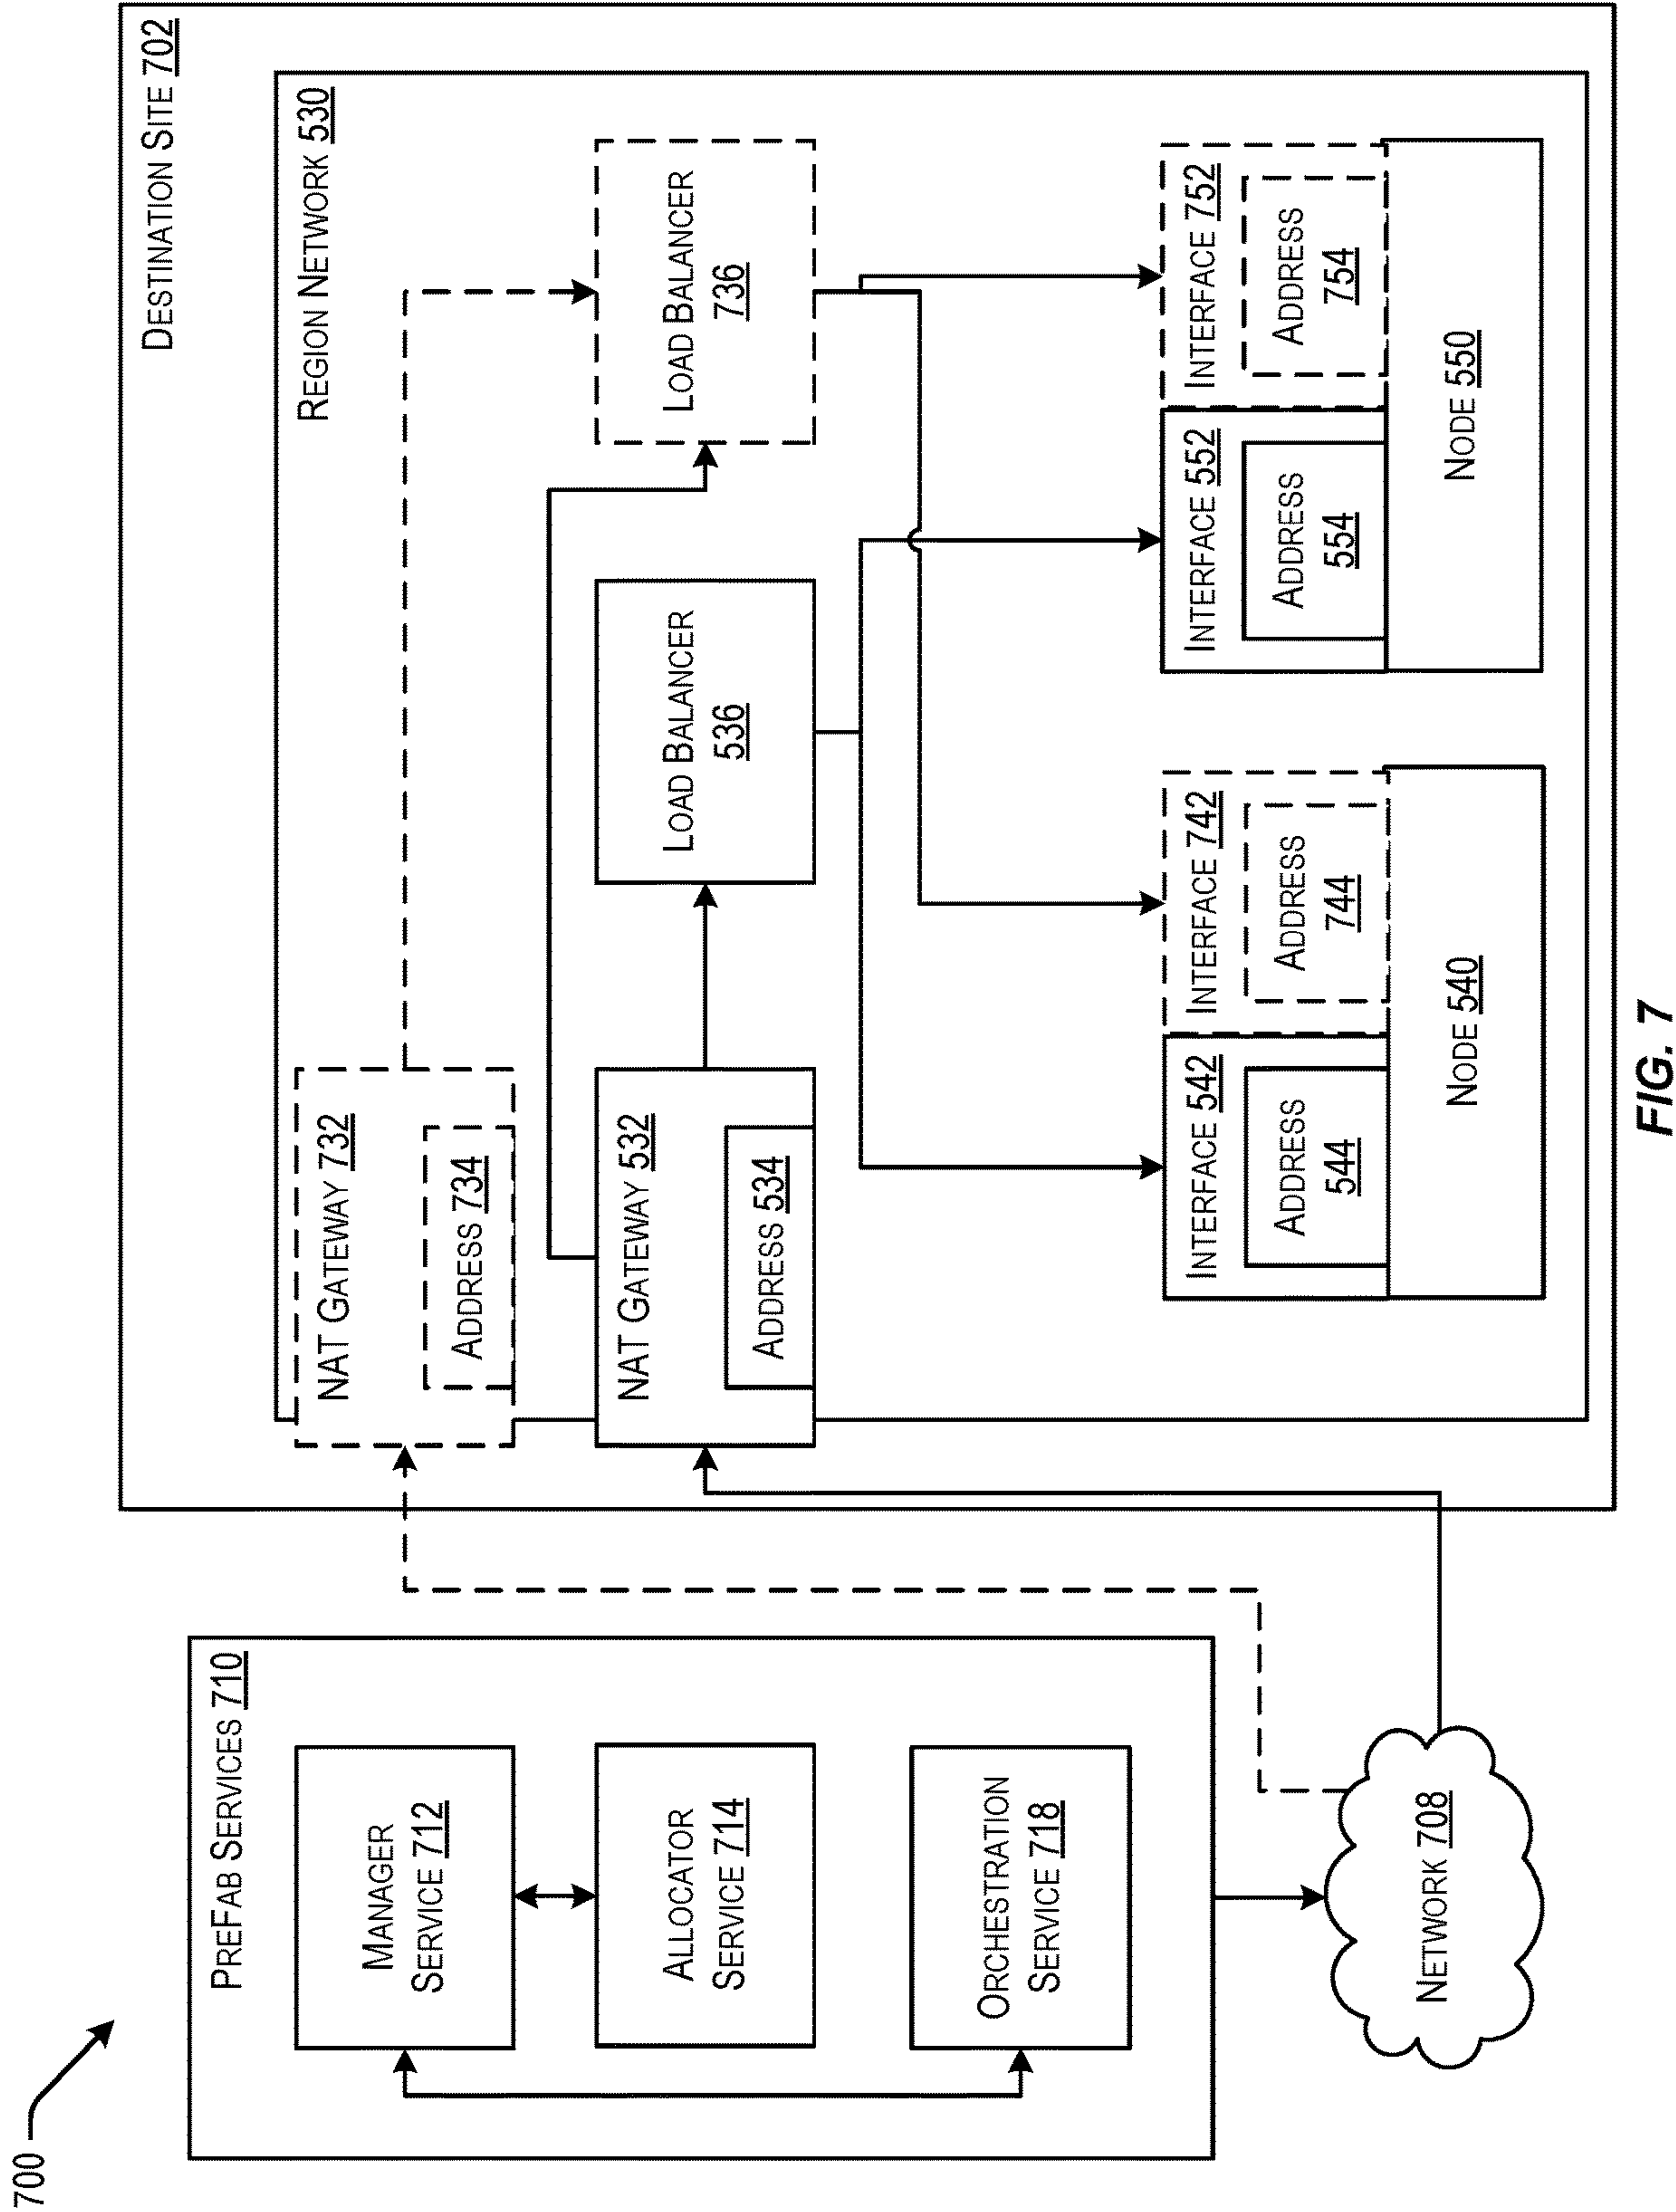 700
PREFAB SERVICES 710
MANAGER
SERVICE 712
ALLOCATOR
SERVICE 714
ORCHESTRATION
SERVICE 718
NETWORK 708
DESTINATION SITE 702
REGION NETWORK 530
NAT GATEWAY 732
ADDRESS 734
NAT GATEWAY 532
ADDRESS 534
LOAD BALANCER
536
LOAD BALANCER
736
INTERFACE 542
ADDRESS
544
INTERFACE 742
ADDRESS
744
NODE 540
INTERFACE 552
ADDRESS
554
INTERFACE 752
ADDRESS
754
NODE 550
FIG. 7